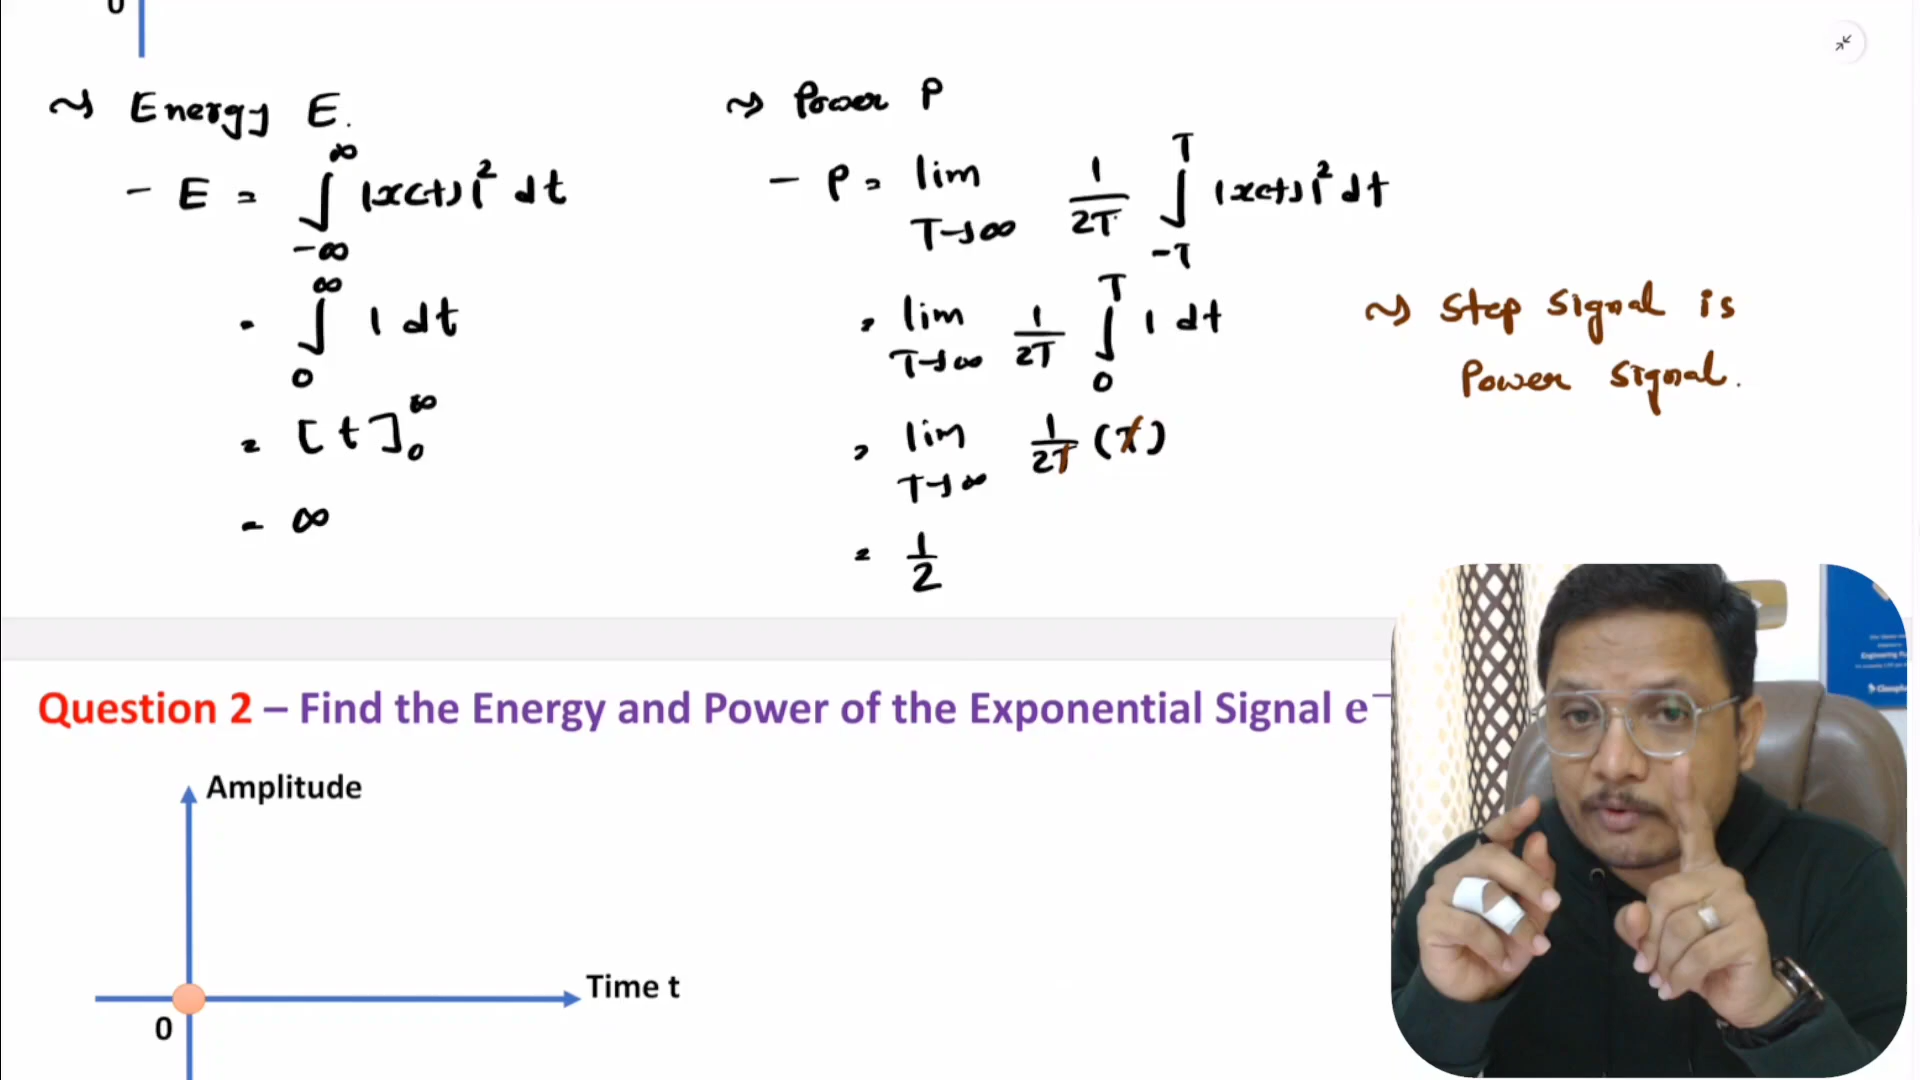 0
~> Energy E.
- E = ∫_{-∞}^{∞} |x(t)|² dt
= ∫_{0}^{∞} 1 dt
= [t]_{0}^{∞}
= ∞
~> Power P
- P = lim_{T→∞} 1/2T ∫_{-T}^{T} |x(t)|² dt
= lim_{T→∞} 1/2T ∫_{0}^{T} 1 dt
= lim_{T→∞} 1/2T (T)
= 1/2
~> Step signal is
Power signal.
Question 2 – Find the Energy and Power of the Exponential Signal e⁻
Amplitude
Time t
0